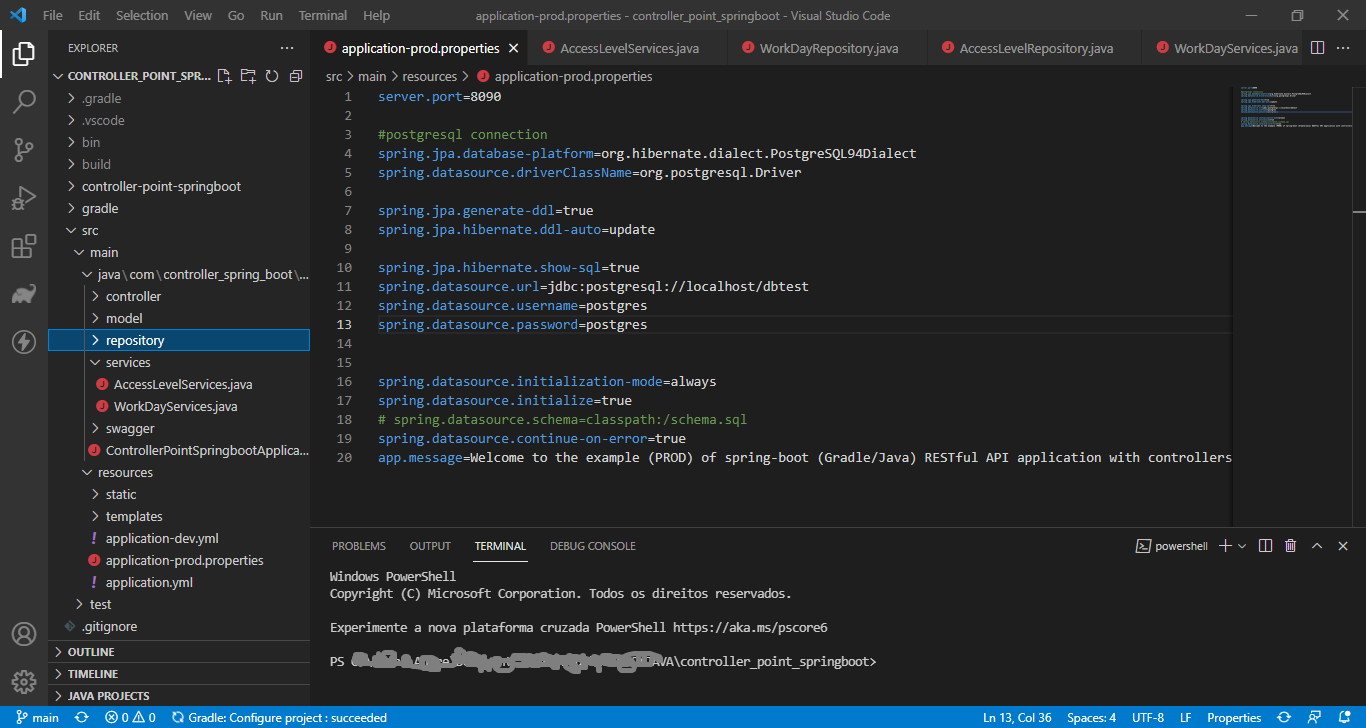 File Edit Selection View Go Run Terminal Help
application-prod.properties - controller_point_springboot - Visual Studio Code
EXPLORER
CONTROLLER_POINT_SPR...
.gradle
.vscode
bin
build
controller-point-springboot
gradle
src
main
java\com\controller_spring_boot\...
controller
model
repository
services
AccessLevelServices.java
WorkDayServices.java
swagger
ControllerPointSpringbootApplica...
resources
static
templates
application-dev.yml
application-prod.properties
application.yml
test
.gitignore
OUTLINE
TIMELINE
JAVA PROJECTS
application-prod.properties AccessLevelServices.java WorkDayRepository.java AccessLevelRepository.java WorkDayServices.java
src > main > resources > application-prod.properties
1 server.port=8090
2
3 #postgresql connection
4 spring.jpa.database-platform=org.hibernate.dialect.PostgreSQL94Dialect
5 spring.datasource.driverClassName=org.postgresql.Driver
6
7 spring.jpa.generate-ddl=true
8 spring.jpa.hibernate.ddl-auto=update
9
10 spring.jpa.hibernate.show-sql=true
11 spring.datasource.url=jdbc:postgresql://localhost/dbtest
12 spring.datasource.username=postgres
13 spring.datasource.password=postgres
14
15
16 spring.datasource.initialization-mode=always
17 spring.datasource.initialize=true
18 # spring.datasource.schema=classpath:/schema.sql
19 spring.datasource.continue-on-error=true
20 app.message=Welcome to the example (PROD) of spring-boot (Gradle/Java) RESTful API application with controllers
PROBLEMS OUTPUT TERMINAL DEBUG CONSOLE
powershell
Windows PowerShell
Copyright (C) Microsoft Corporation. Todos os direitos reservados.
Experimente a nova plataforma cruzada PowerShell https://aka.ms/pscore6
PS \controller_point_springboot>
main 0 0 Gradle: Configure project : succeeded
Ln 13, Col 36 Spaces: 4 UTF-8 LF Properties